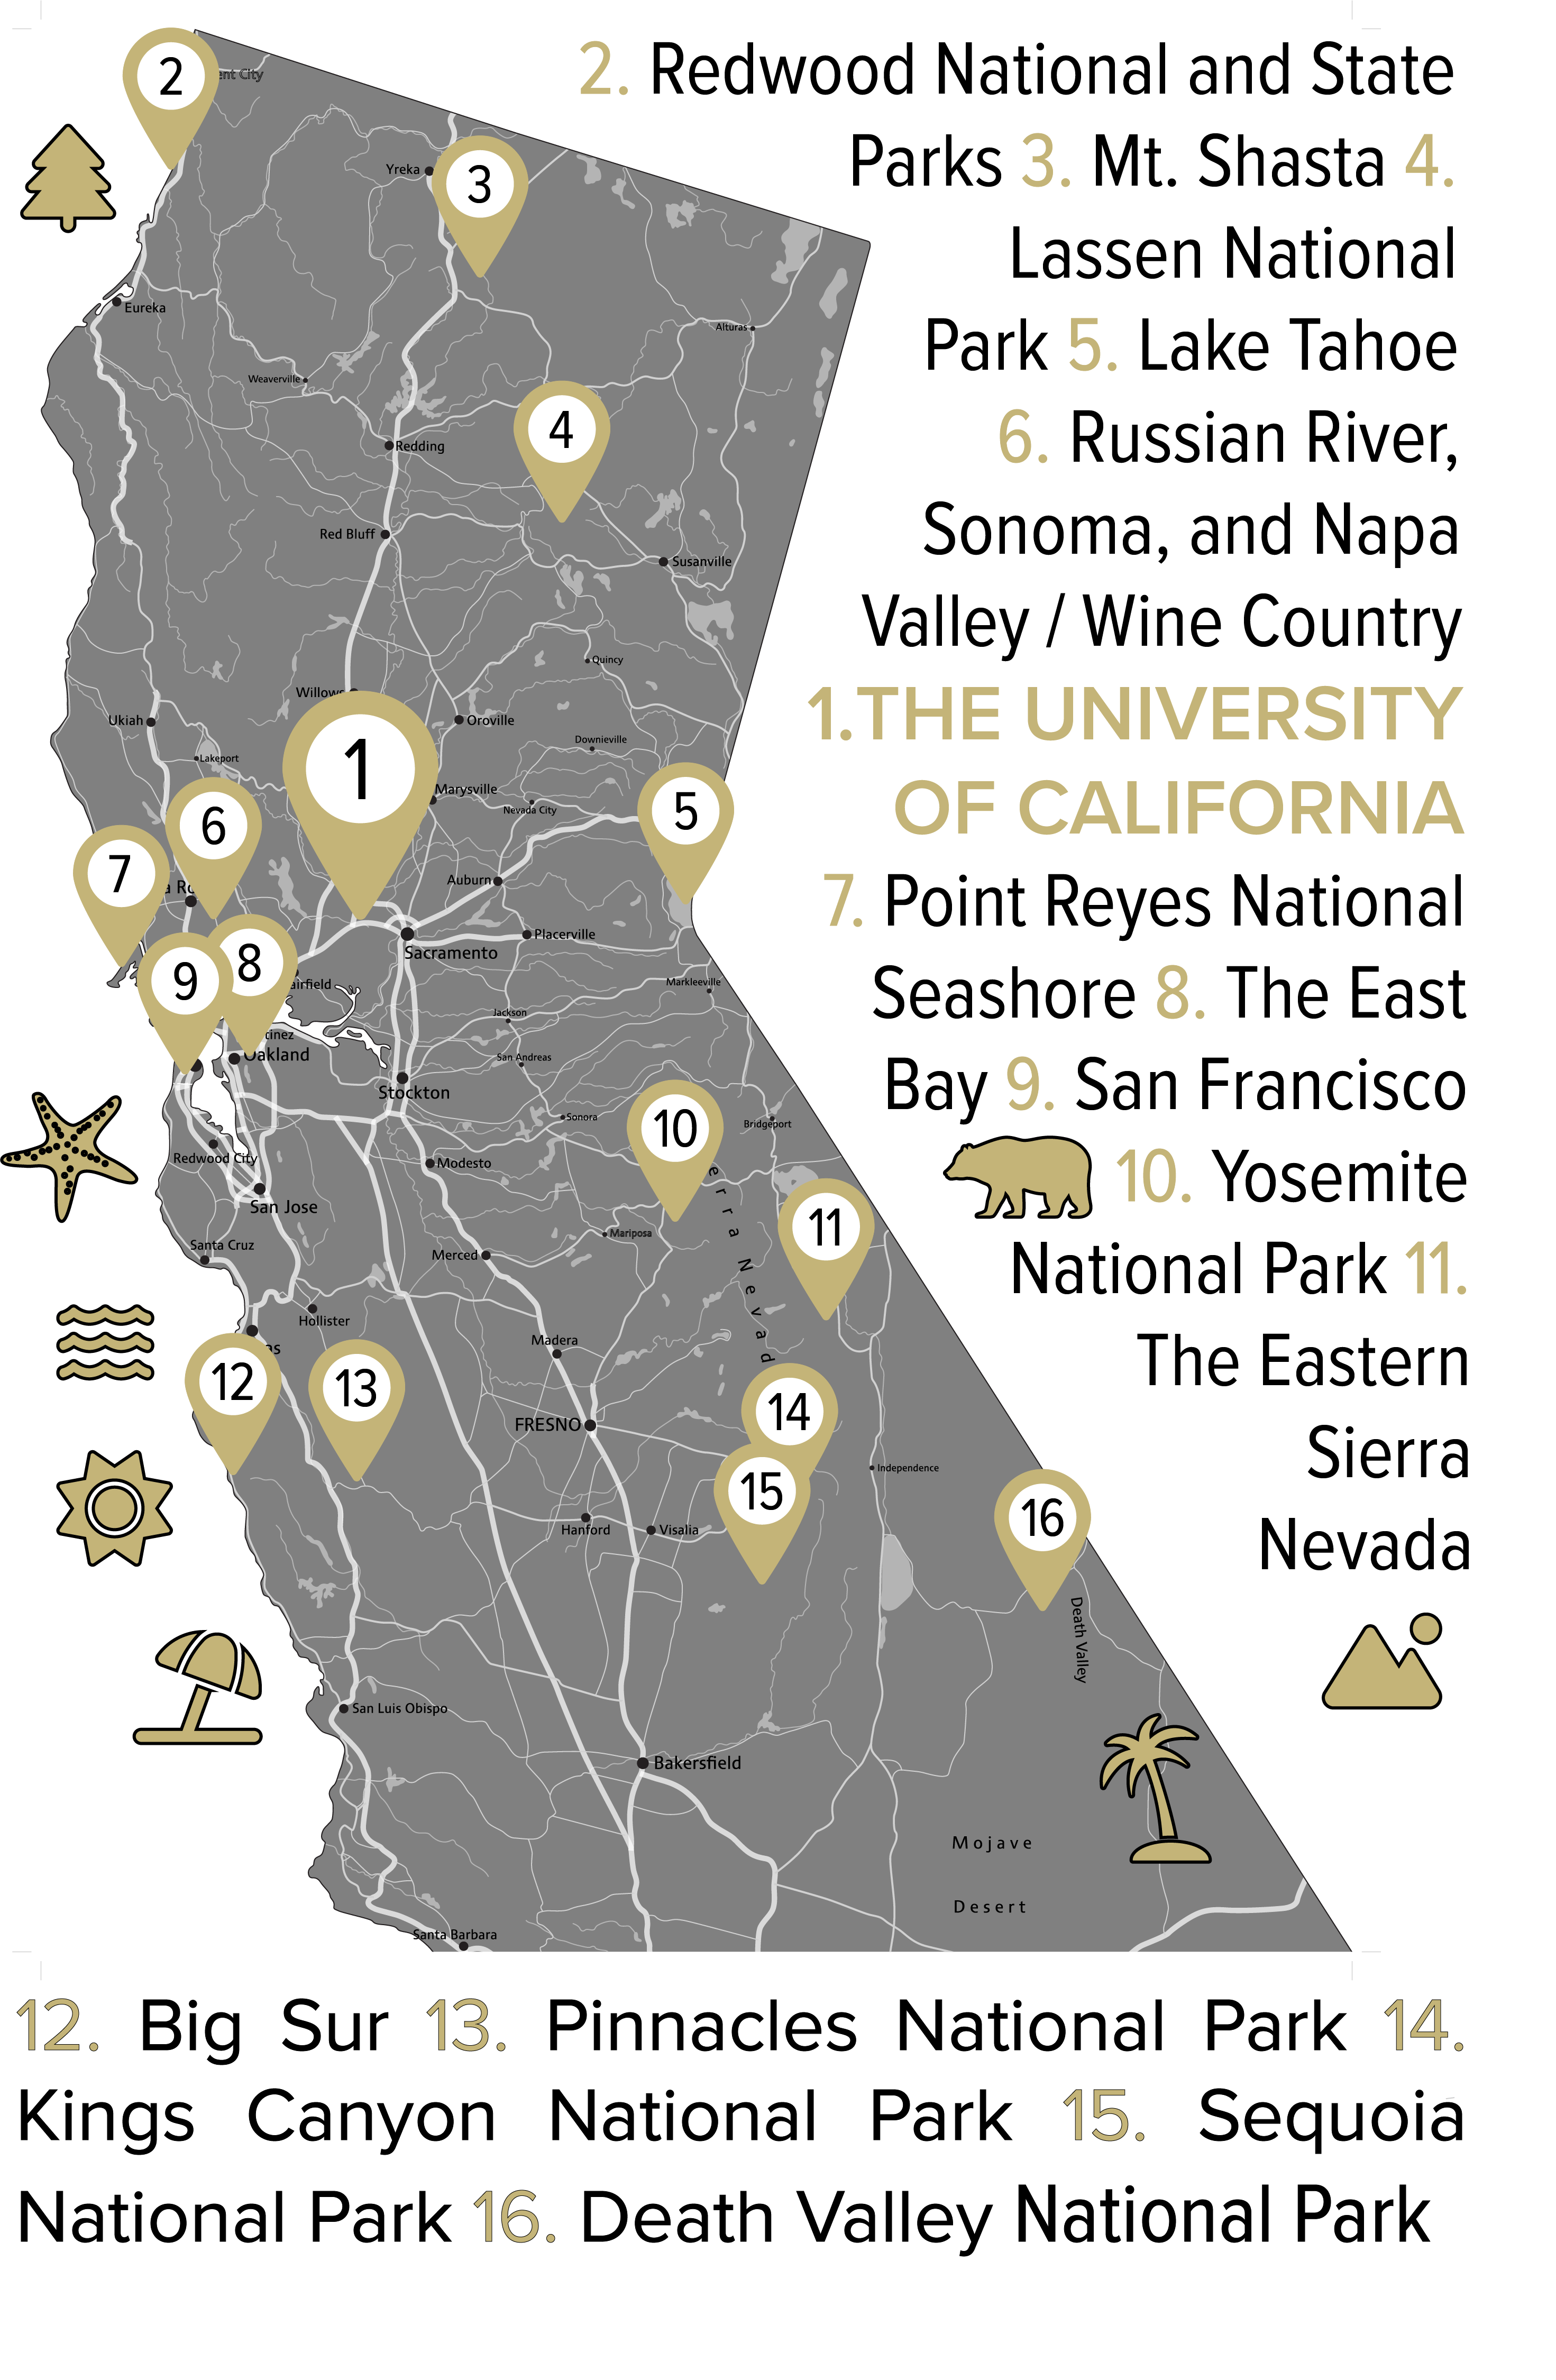 2. Redwood National and State
Parks 3. Mt. Shasta 4.
Lassen National
Park 5. Lake Tahoe
6. Russian River,
Sonoma, and Napa
Valley / Wine Country
1.THE UNIVERSITY
OF CALIFORNIA
7. Point Reyes National
Seashore 8. The East
Bay 9. San Francisco
10. Yosemite
National Park 11.
The Eastern
Sierra
Nevada
2
ent City
Yreka
3
Eureka
Alturas
Weaverville
4
Redding
Red Bluff
Susanville
Quincy
Willows
Ukiah
Oroville
Downieville
Lakeport
1
Marysville
Nevada City
5
6
7
a Ro
Auburn
Placerville
Sacramento
8
9
airfield
Markleeville
Jackson
tinez
Oakland
San Andreas
Stockton
Sonora
10
Bridgeport
Redwood City
Modesto
San Jose
erra Nevad
11
Mariposa
Santa Cruz
Merced
Hollister
Madera
as
12
13
14
FRESNO
Independence
15
16
Hanford
Visalia
Death Valley
San Luis Obispo
Bakersfield
Mojave
Desert
Santa Barbara
12. Big Sur 13. Pinnacles National Park 14.
Kings Canyon National Park 15. Sequoia
National Park 16. Death Valley National Park